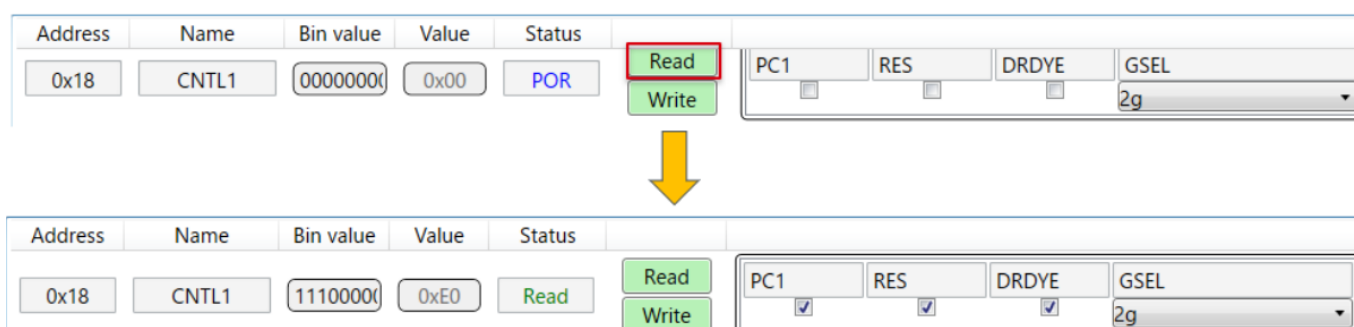 Address Name Bin value Value Status
0x18 CNTL1 0000000( 0x00 POR Read Write PC1 RES DRDYE GSEL
2g
Address Name Bin value Value Status
0x18 CNTL1 1110000( 0xE0 Read Read Write PC1 RES DRDYE GSEL
2g